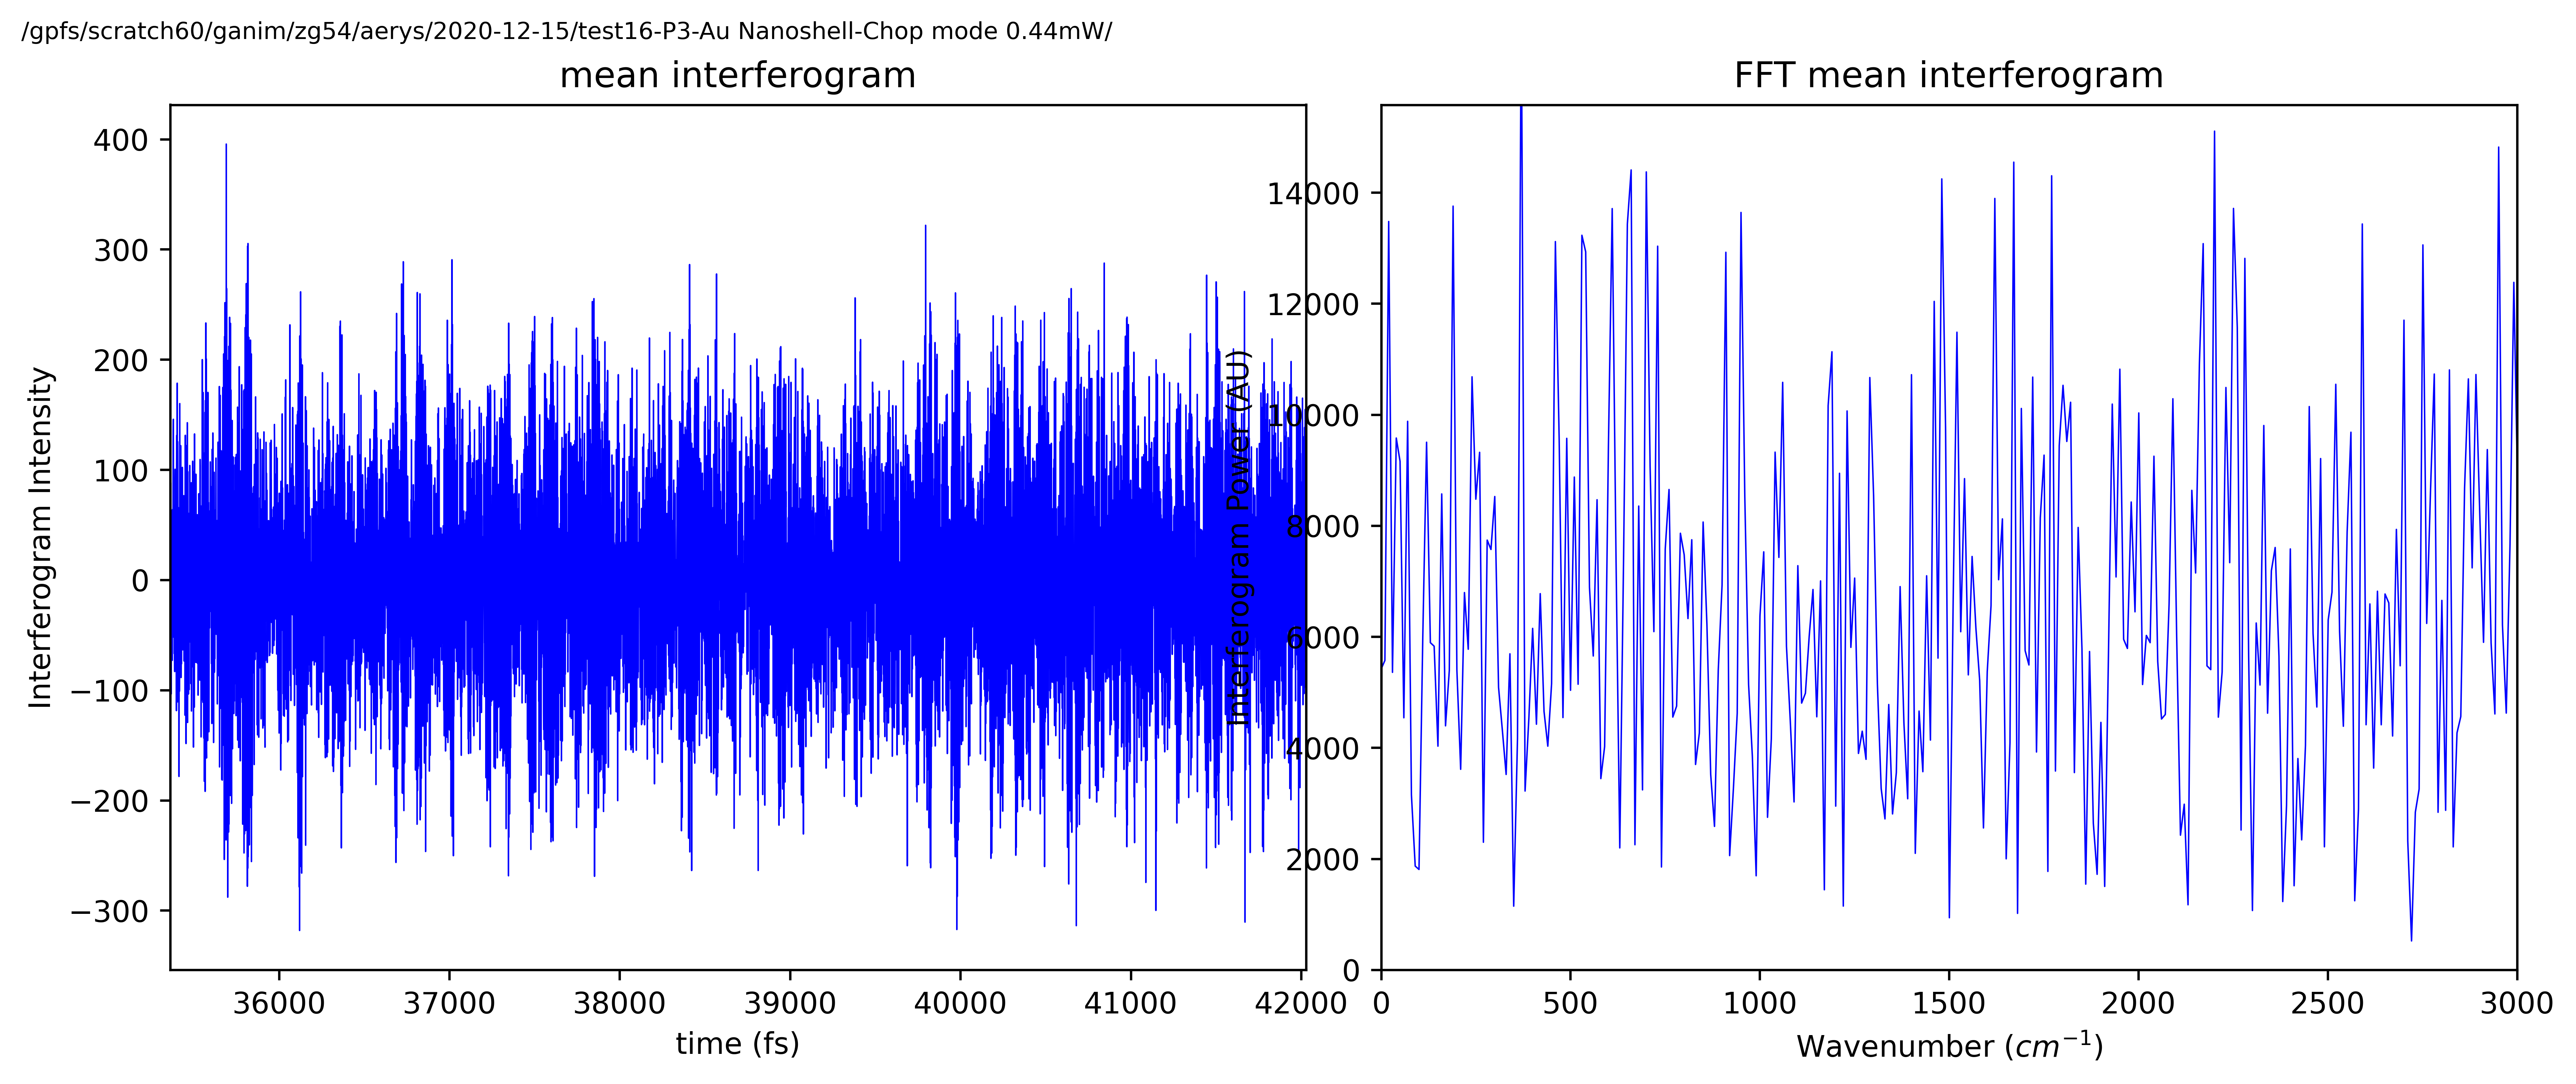 /gpfs/scratch60/ganim/zg54/aerys/2020-12-15/test16-P3-Au Nanoshell-Chop mode 0.44mW/
mean interferogram
Interferogram Intensity
400
300
200
100
0
−100
−200
−300
36000 37000 38000 39000 40000 41000 42000
time (fs)
FFT mean interferogram
Interferogram Power (AU)
14000
12000
10000
8000
6000
4000
2000
0
0 500 1000 1500 2000 2500 3000
Wavenumber (cm⁻¹)